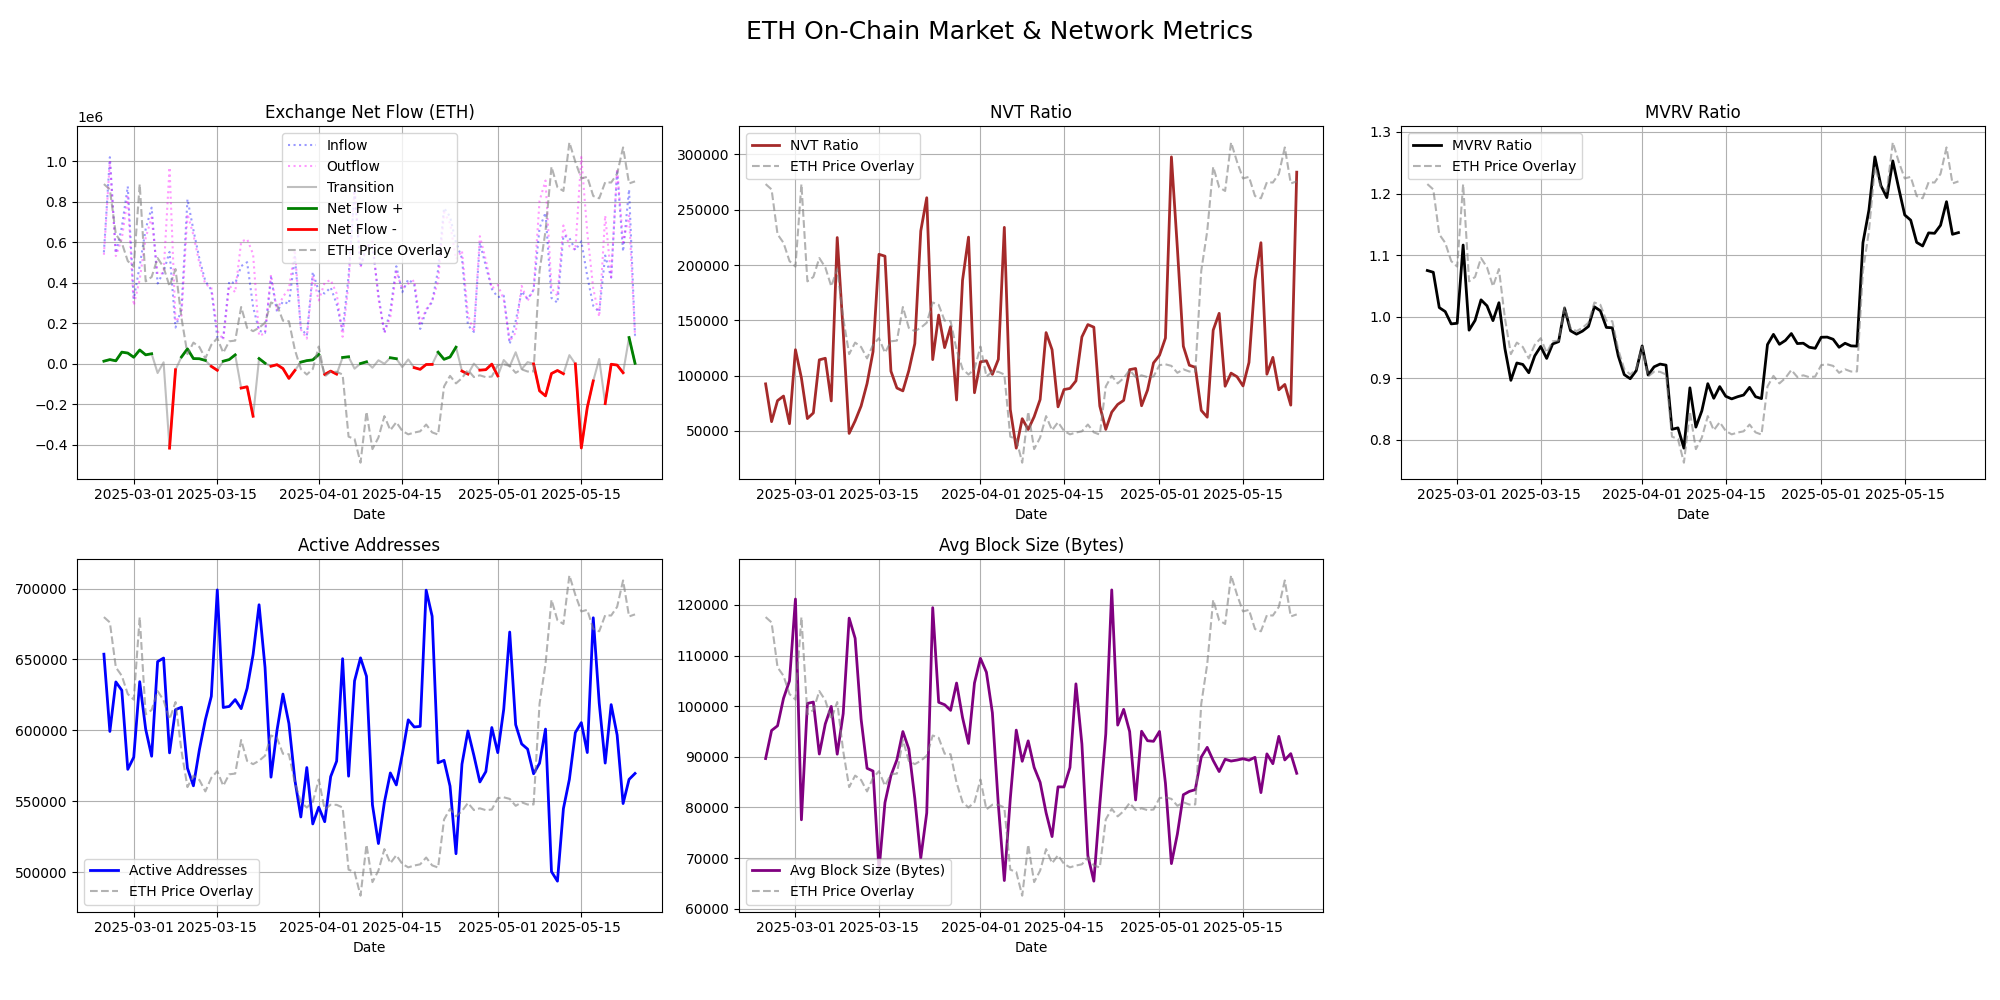 ETH On-Chain Market & Network Metrics
Exchange Net Flow (ETH)
1e6
Inflow
Outflow
Transition
Net Flow +
Net Flow -
ETH Price Overlay
1.0
0.8
0.6
0.4
0.2
0.0
−0.2
−0.4
2025-03-01 2025-03-15 2025-04-01 2025-04-15 2025-05-01 2025-05-15
Date
NVT Ratio
NVT Ratio
ETH Price Overlay
300000
250000
200000
150000
100000
50000
2025-03-01 2025-03-15 2025-04-01 2025-04-15 2025-05-01 2025-05-15
Date
MVRV Ratio
MVRV Ratio
ETH Price Overlay
1.3
1.2
1.1
1.0
0.9
0.8
2025-03-01 2025-03-15 2025-04-01 2025-04-15 2025-05-01 2025-05-15
Date
Active Addresses
700000
650000
600000
550000
500000
Active Addresses
ETH Price Overlay
2025-03-01 2025-03-15 2025-04-01 2025-04-15 2025-05-01 2025-05-15
Date
Avg Block Size (Bytes)
120000
110000
100000
90000
80000
70000
60000
Avg Block Size (Bytes)
ETH Price Overlay
2025-03-01 2025-03-15 2025-04-01 2025-04-15 2025-05-01 2025-05-15
Date